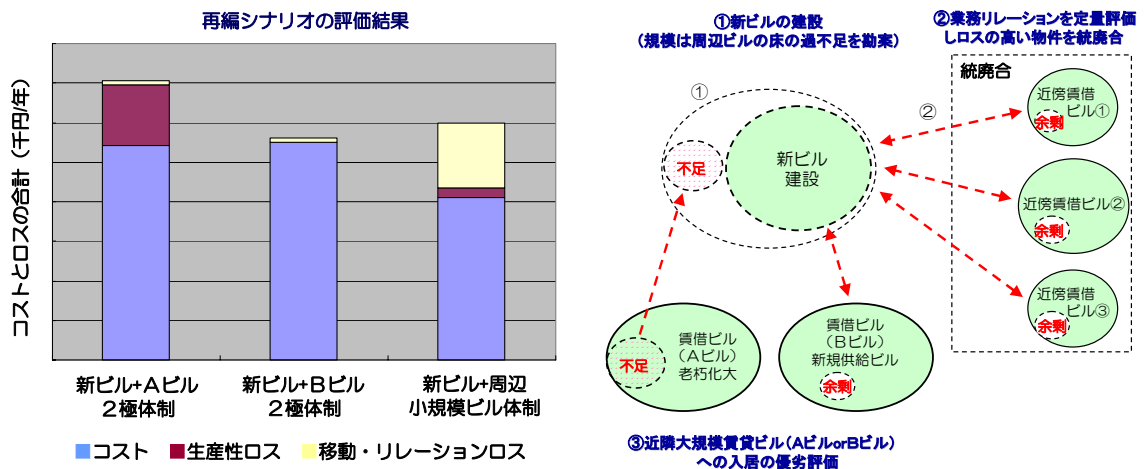 再編シナリオの評価結果
コストとロスの合計（千円/年）
新ビル+Aビル
2極体制
新ビル+Bビル
2極体制
新ビル+周辺
小規模ビル体制
コスト
生産性ロス
移動・リレーションロス
①新ビルの建設
（規模は周辺ビルの床の過不足を勘案）
②業務リレーションを定量評価
しロスの高い物件を統廃合
①
②
統廃合
新ビル
建設
不足
近傍賃借
ビル①
余剰
近傍賃借ビル②
余剰
近傍賃借
ビル③
余剰
賃借ビル
（Aビル）
老朽化大
不足
賃借ビル
（Bビル）
新規供給ビル
余剰
③近隣大規模賃貸ビル（AビルorBビル）
への入居の優劣評価